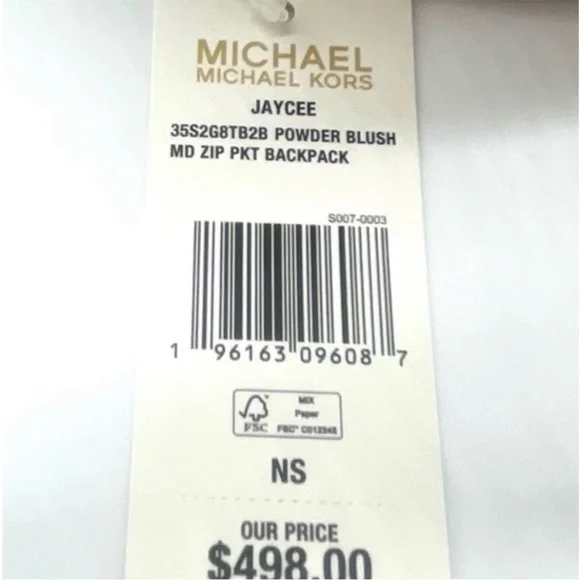 MICHAEL
MICHAEL KORS
JAYCEE
35S2G8TB2B POWDER BLUSH
MD ZIP PKT BACKPACK
S007-0003
1 96163 09608 7
MIX
Paper
FSC
FSC® C012345
NS
OUR PRICE
$498.00